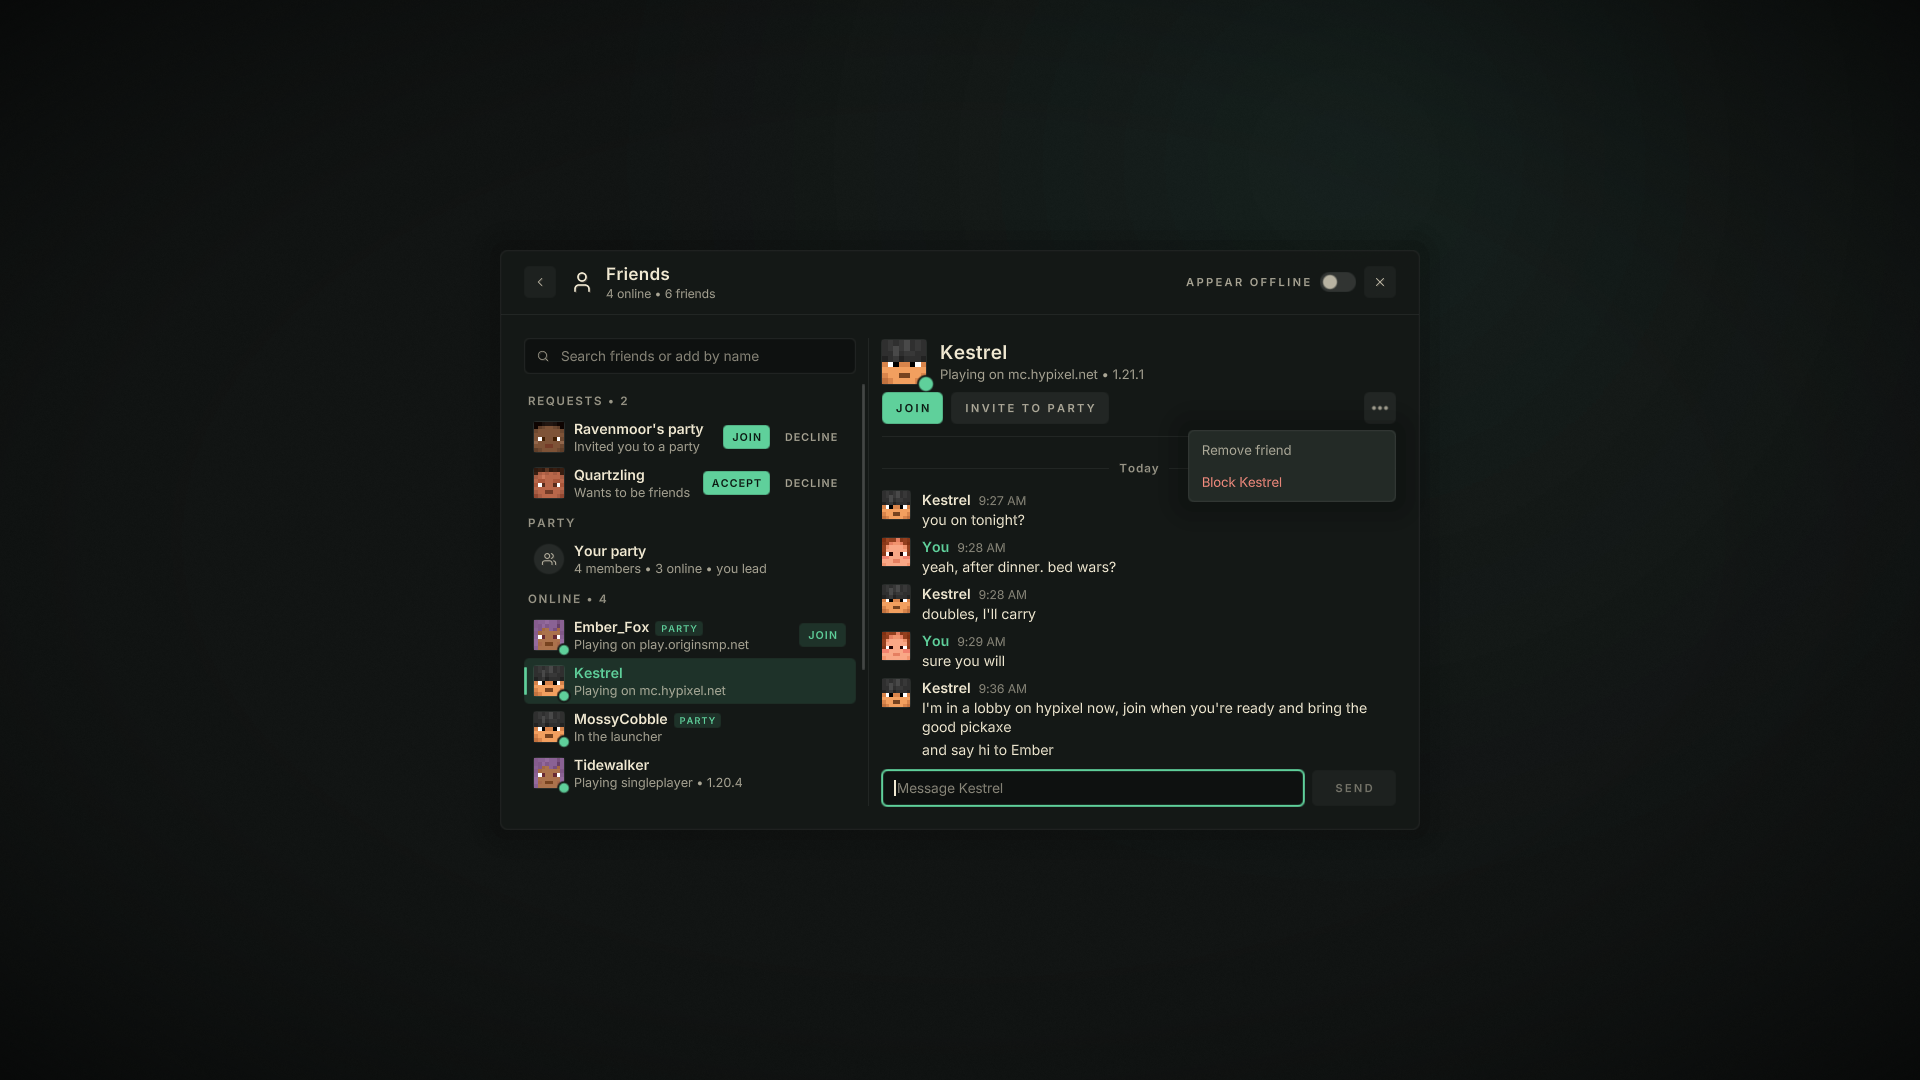 Friends
4 online • 6 friends
APPEAR OFFLINE
Search friends or add by name
REQUESTS • 2
Ravenmoor's party
Invited you to a party
JOIN
DECLINE
Quartzling
Wants to be friends
ACCEPT
DECLINE
PARTY
Your party
4 members • 3 online • you lead
ONLINE • 4
Ember_Fox PARTY
Playing on play.originsmp.net
JOIN
Kestrel
Playing on mc.hypixel.net
MossyCobble PARTY
In the launcher
Tidewalker
Playing singleplayer • 1.20.4
Kestrel
Playing on mc.hypixel.net • 1.21.1
JOIN
INVITE TO PARTY
Remove friend
Block Kestrel
Today
Kestrel 9:27 AM
you on tonight?
You 9:28 AM
yeah, after dinner. bed wars?
Kestrel 9:28 AM
doubles, I'll carry
You 9:29 AM
sure you will
Kestrel 9:36 AM
I'm in a lobby on hypixel now, join when you're ready and bring the
good pickaxe
and say hi to Ember
Message Kestrel
SEND